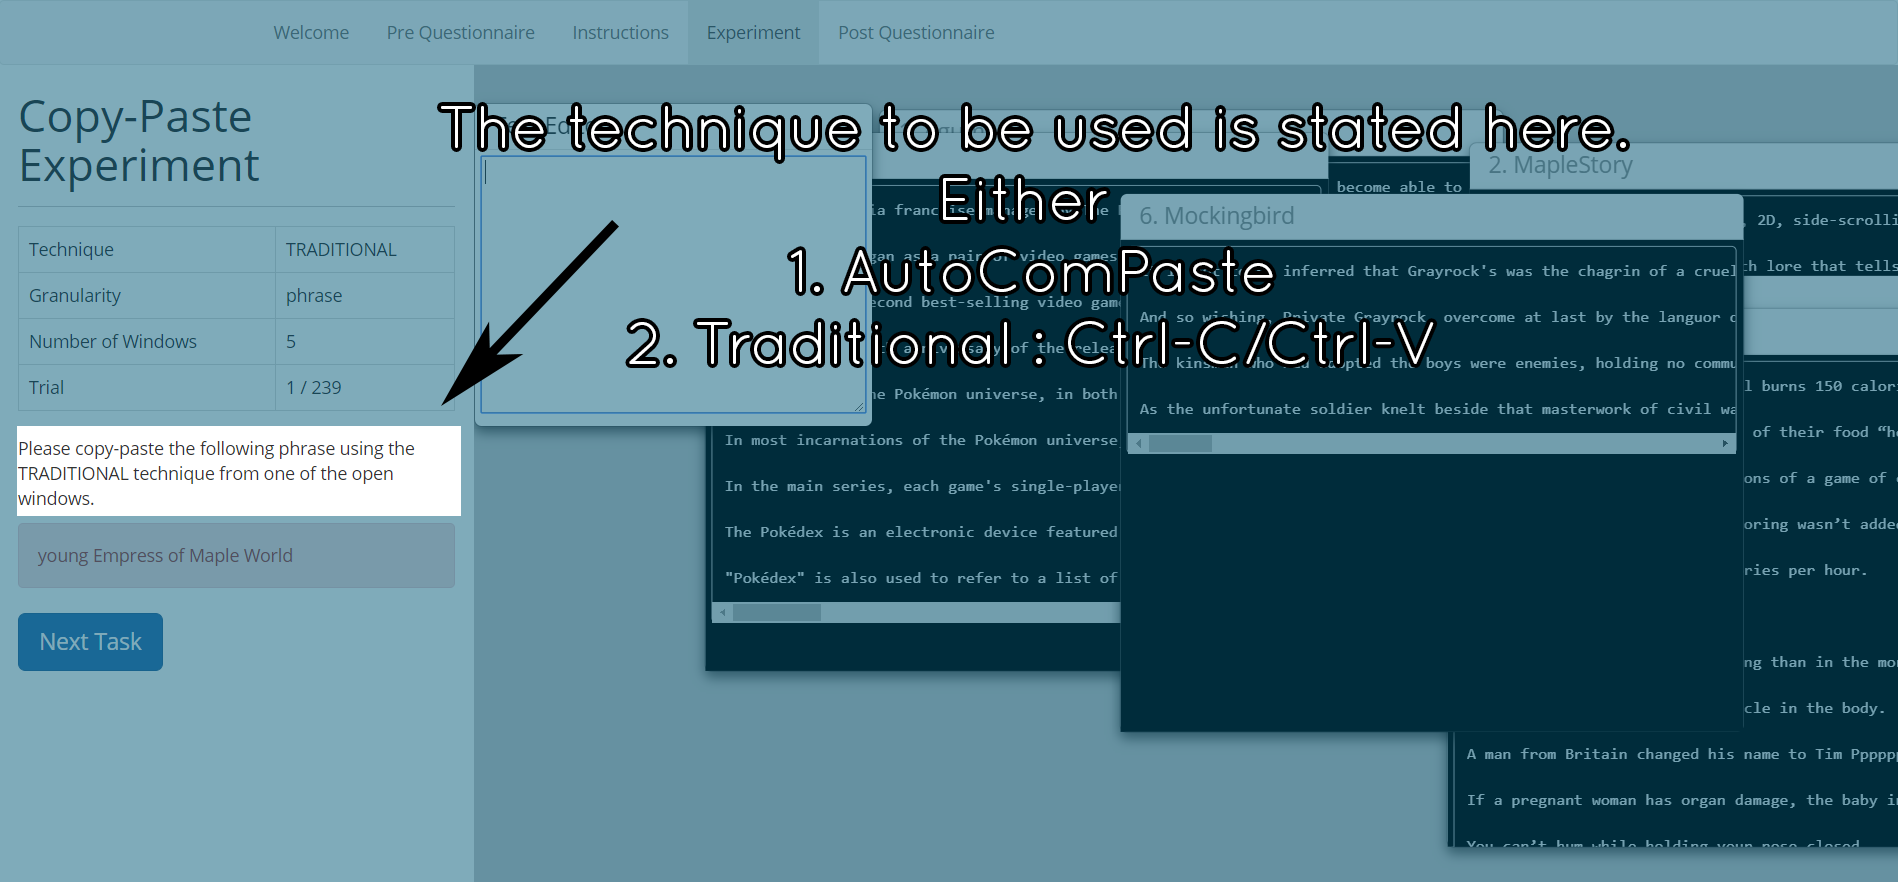 Welcome
Pre Questionnaire
Instructions
Experiment
Post Questionnaire
Copy-Paste
Experiment
Technique TRADITIONAL
Granularity phrase
Number of Windows 5
Trial 1 / 239
Please copy-paste the following phrase using the
TRADITIONAL technique from one of the open
windows.
young Empress of Maple World
Next Task
The technique to be used is stated here.
Either
1. AutoComPaste
2. Traditional : Ctrl-C/Ctrl-V
become able to
2. MapleStory
, 2D, side-scrolli
th lore that tells
6. Mockingbird
inferred that Grayrock's was the chagrin of a cruel
And so wishing, Private Grayrock, overcome at last by the languor
The kinsmen who had adopted the boys were enemies, holding no commu
As the unfortunate soldier knelt beside that masterwork of civil wa
as a pair of video games
second best-selling video game
anniversary of the relea
he Pokémon universe, in both
In most incarnations of the Pokémon universe
In the main series, each game's single-playe
The Pokédex is an electronic device featured
"Pokédex" is also used to refer to a list of
l burns 150 calori
of their food “h
ons of a game of
oring wasn’t adde
ries per hour.
ng than in the mo
cle in the body.
A man from Britain changed his name to Tim Pppppp
If a pregnant woman has organ damage, the baby i
You can’t hum while holding your nose closed